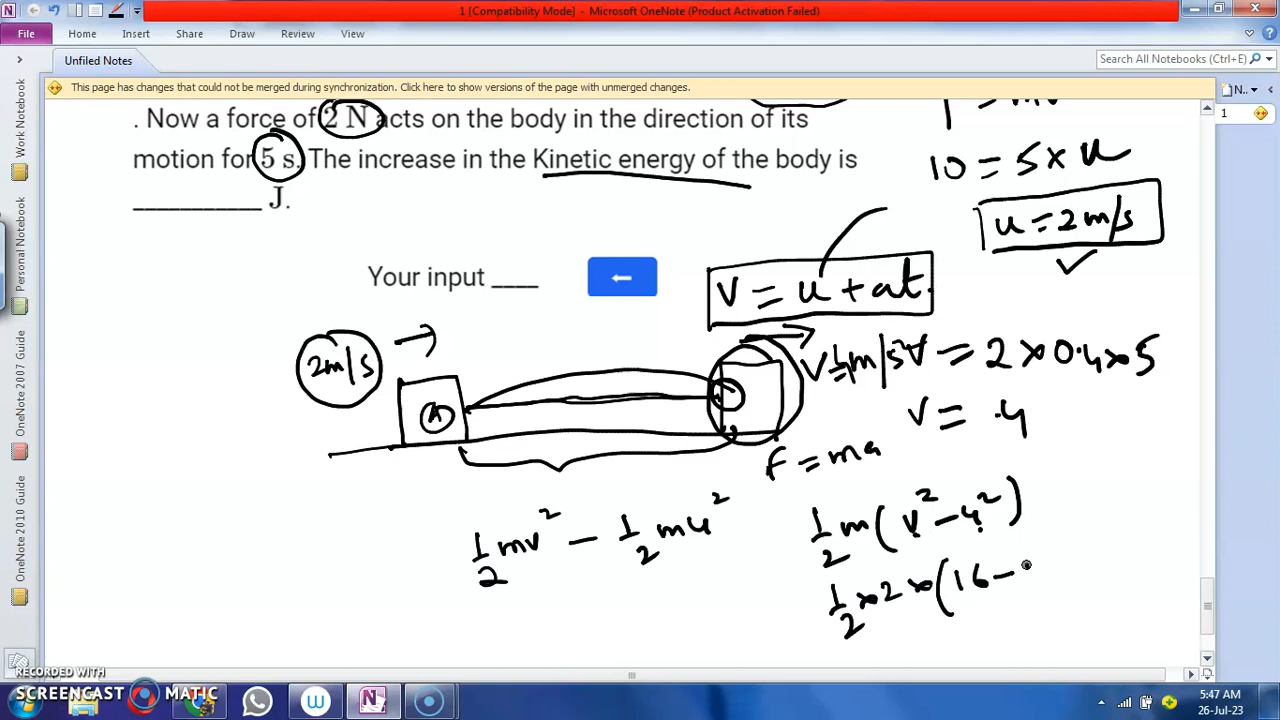 1 [Compatibility Mode] - Microsoft OneNote (Product Activation Failed)
File Home Insert Share Draw Review View
Unfiled Notes
Search All Notebooks (Ctrl+E)
This page has changes that could not be merged during synchronization. Click here to show versions of the page with unmerged changes.
N..
1
Work Notebook
Personal Notebook
OneNote 2007 Guide
OneNote 2010 Guide
. Now a force of 2 N acts on the body in the direction of its
motion for 5 s. The increase in the Kinetic energy of the body is
___________ J.
Your input ____
10 = 5 × u
u = 2 m/s
V = u + at
2 m/s
A
V = 2 × 0.4 × 5
V = 4
F = ma
1/2 mv² - 1/2 mu²
1/2 m (v² - u²)
1/2 × 2 × (16 -
RECORDED WITH
SCREENCAST MATIC
5:47 AM
26-Jul-23